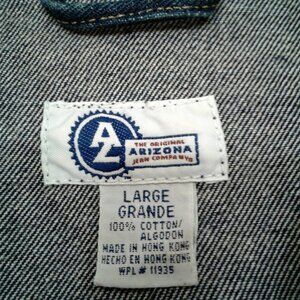 AZ
THE ORIGINAL
ARIZONA
JEAN COMPANY®
LARGE
GRANDE
100% COTTON/
ALGODON
MADE IN HONG KONG
HECHO EN HONG KONG
WPL # 11935